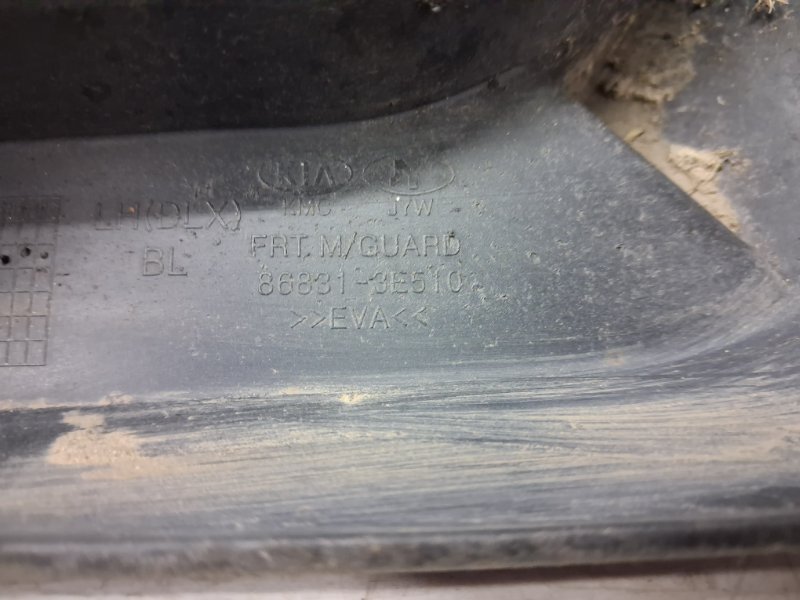 KIA
LH(DLX) KMC JYW
BL FRT. M/GUARD
86831-3E510
>>EVA<<